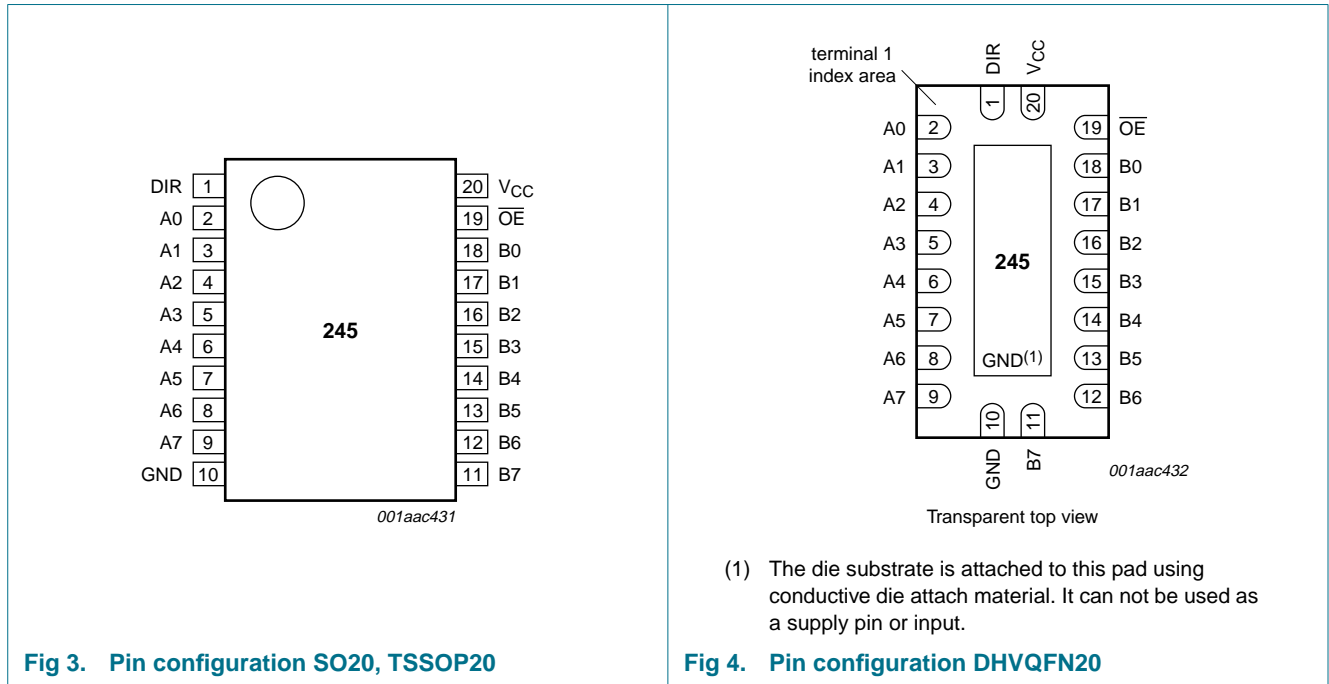 DIR 1
A0 2
A1 3
A2 4
A3 5
A4 6
A5 7
A6 8
A7 9
GND 10
245
20 VCC
19 OE
18 B0
17 B1
16 B2
15 B3
14 B4
13 B5
12 B6
11 B7
001aac431
Fig 3. Pin configuration SO20, TSSOP20
terminal 1
index area
DIR
VCC
1
20
A0 2
A1 3
A2 4
A3 5
A4 6
A5 7
A6 8
A7 9
245
GND(1)
19 OE
18 B0
17 B1
16 B2
15 B3
14 B4
13 B5
12 B6
10
11
GND
B7
001aac432
Transparent top view
(1) The die substrate is attached to this pad using
conductive die attach material. It can not be used as
a supply pin or input.
Fig 4. Pin configuration DHVQFN20